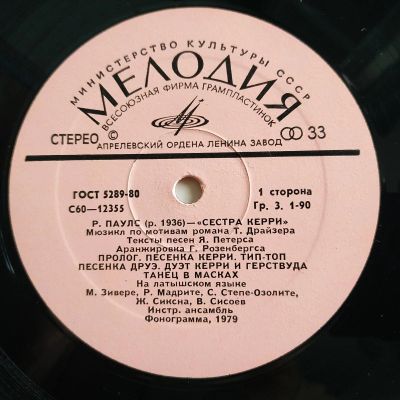 МИНИСТЕРСТВО КУЛЬТУРЫ СССР
МЕЛОДИЯ
ВСЕСОЮЗНАЯ ФИРМА ГРАМПЛАСТИНОК
СТЕРЕО © 33
АПРЕЛЕВСКИЙ ОРДЕНА ЛЕНИНА ЗАВОД
ГОСТ 5289-80 1 сторона
С60—12355 Гр. 3. 1-90
Р. ПАУЛС (р. 1936)—«СЕСТРА КЕРРИ»
Мюзикл по мотивам романа Т. Драйзера
Тексты песен Я. Петерса
Аранжировка Г. Розенбергса
ПРОЛОГ. ПЕСЕНКА КЕРРИ. ТИП-ТОП
ПЕСЕНКА ДРУЭ. ДУЭТ КЕРРИ И ГЕРСТВУДА
ТАНЕЦ В МАСКАХ
На латышском языке
М. Зивере, Р. Мадрите, С. Степе-Озолите,
Ж. Сиксна, В. Сисоев
Инстр. ансамбль
Фонограмма, 1979